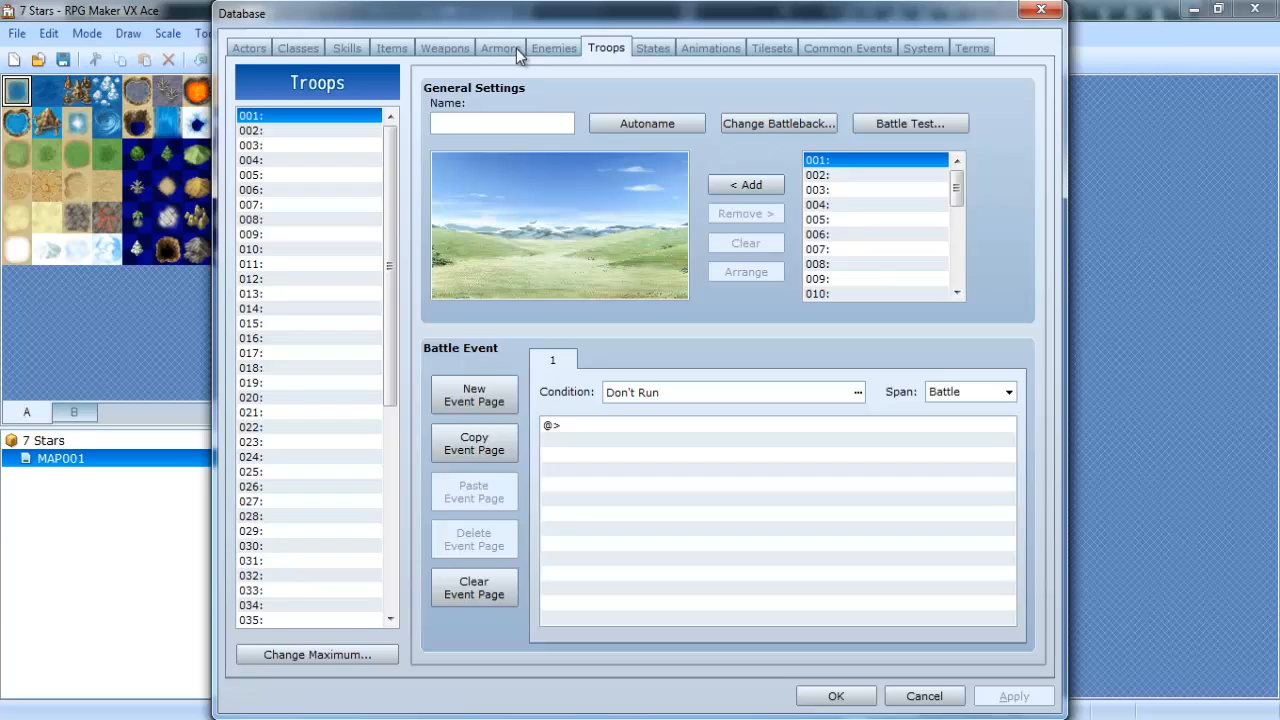 7 Stars - RPG Maker VX Ace
File Edit Mode Draw Scale
A B
7 Stars
MAP001
Database
Actors Classes Skills Items Weapons Enemies Troops States Animations Tilesets Common Events System Terms
Troops
001:
002:
003:
004:
005:
006:
007:
008:
009:
010:
011:
012:
013:
014:
015:
016:
017:
018:
019:
020:
021:
022:
023:
024:
025:
026:
027:
028:
029:
030:
031:
032:
033:
034:
035:
Change Maximum...
General Settings
Name:
Autoname Change Battleback... Battle Test...
< Add
Remove >
Clear
Arrange
001:
002:
003:
004:
005:
006:
007:
008:
009:
010:
Battle Event
1
New
Event Page
Copy
Event Page
Paste
Event Page
Delete
Event Page
Clear
Event Page
Condition: Don't Run ... Span: Battle
@>
OK Cancel Apply